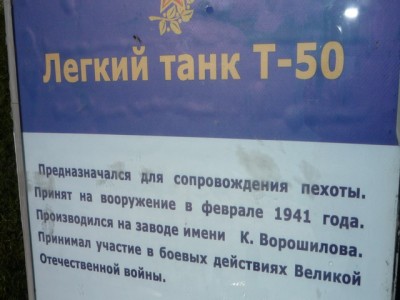 Легкий танк Т-50
Предназначался для сопровождения пехоты.
Принят на вооружение в феврале 1941 года.
Производился на заводе имени К. Ворошилова.
Принимал участие в боевых действиях Великой
Отечественной войны.